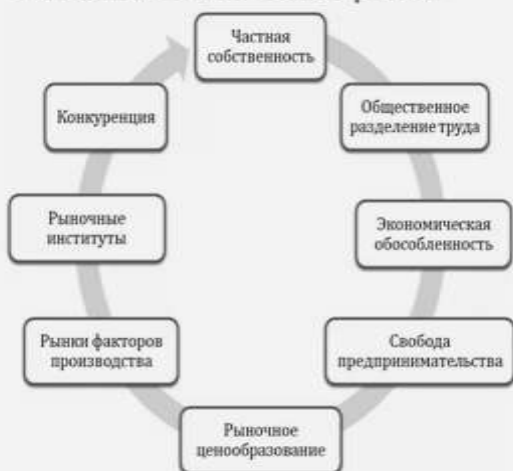 Частная
собственность
Общественное
разделение труда
Экономическая
обособленность
Свобода
предпринимательства
Рыночное
ценообразование
Рынки факторов
производства
Рыночные
институты
Конкуренция